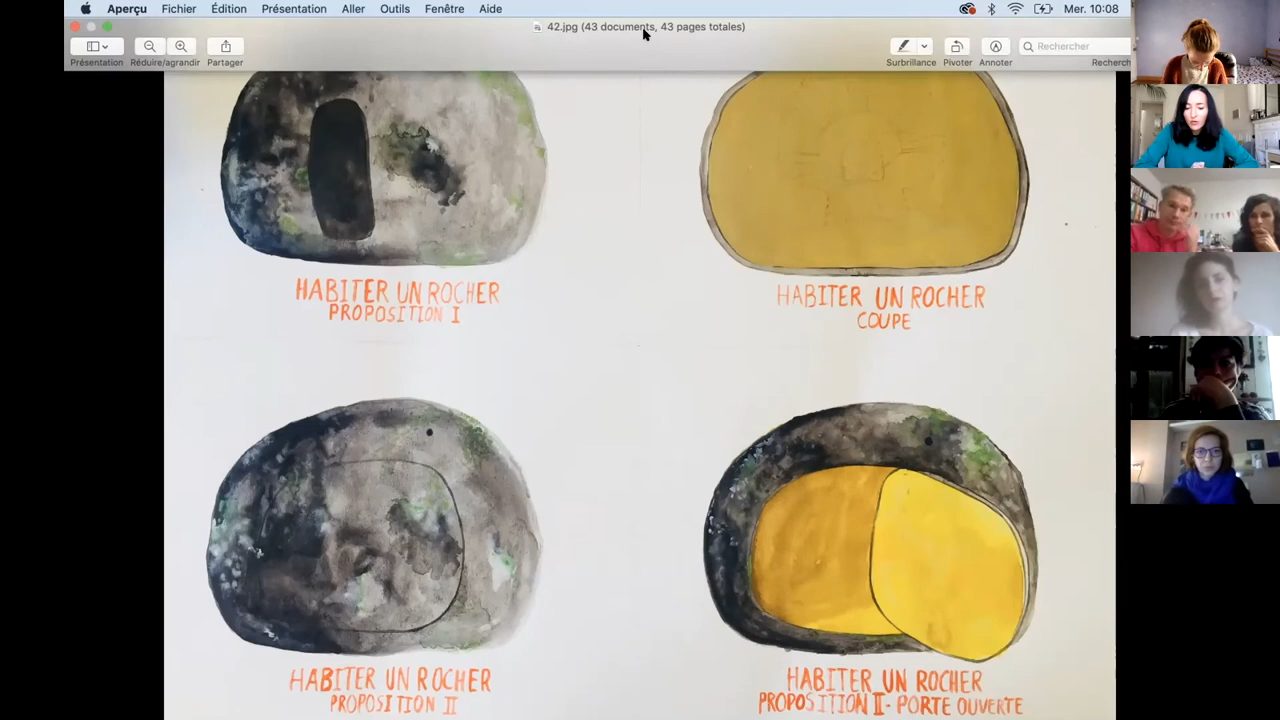 Aperçu Fichier Édition Présentation Aller Outils Fenêtre Aide Mer. 10:08
42.jpg (43 documents, 43 pages totales)
Rechercher
Présentation Réduire/agrandir Partager Surbrillance Pivoter Annoter Recherch
HABITER UN ROCHER
PROPOSITION I
HABITER UN ROCHER
COUPE
HABITER UN ROCHER
PROPOSITION II
HABITER UN ROCHER
PROPOSITION II - PORTE OUVERTE